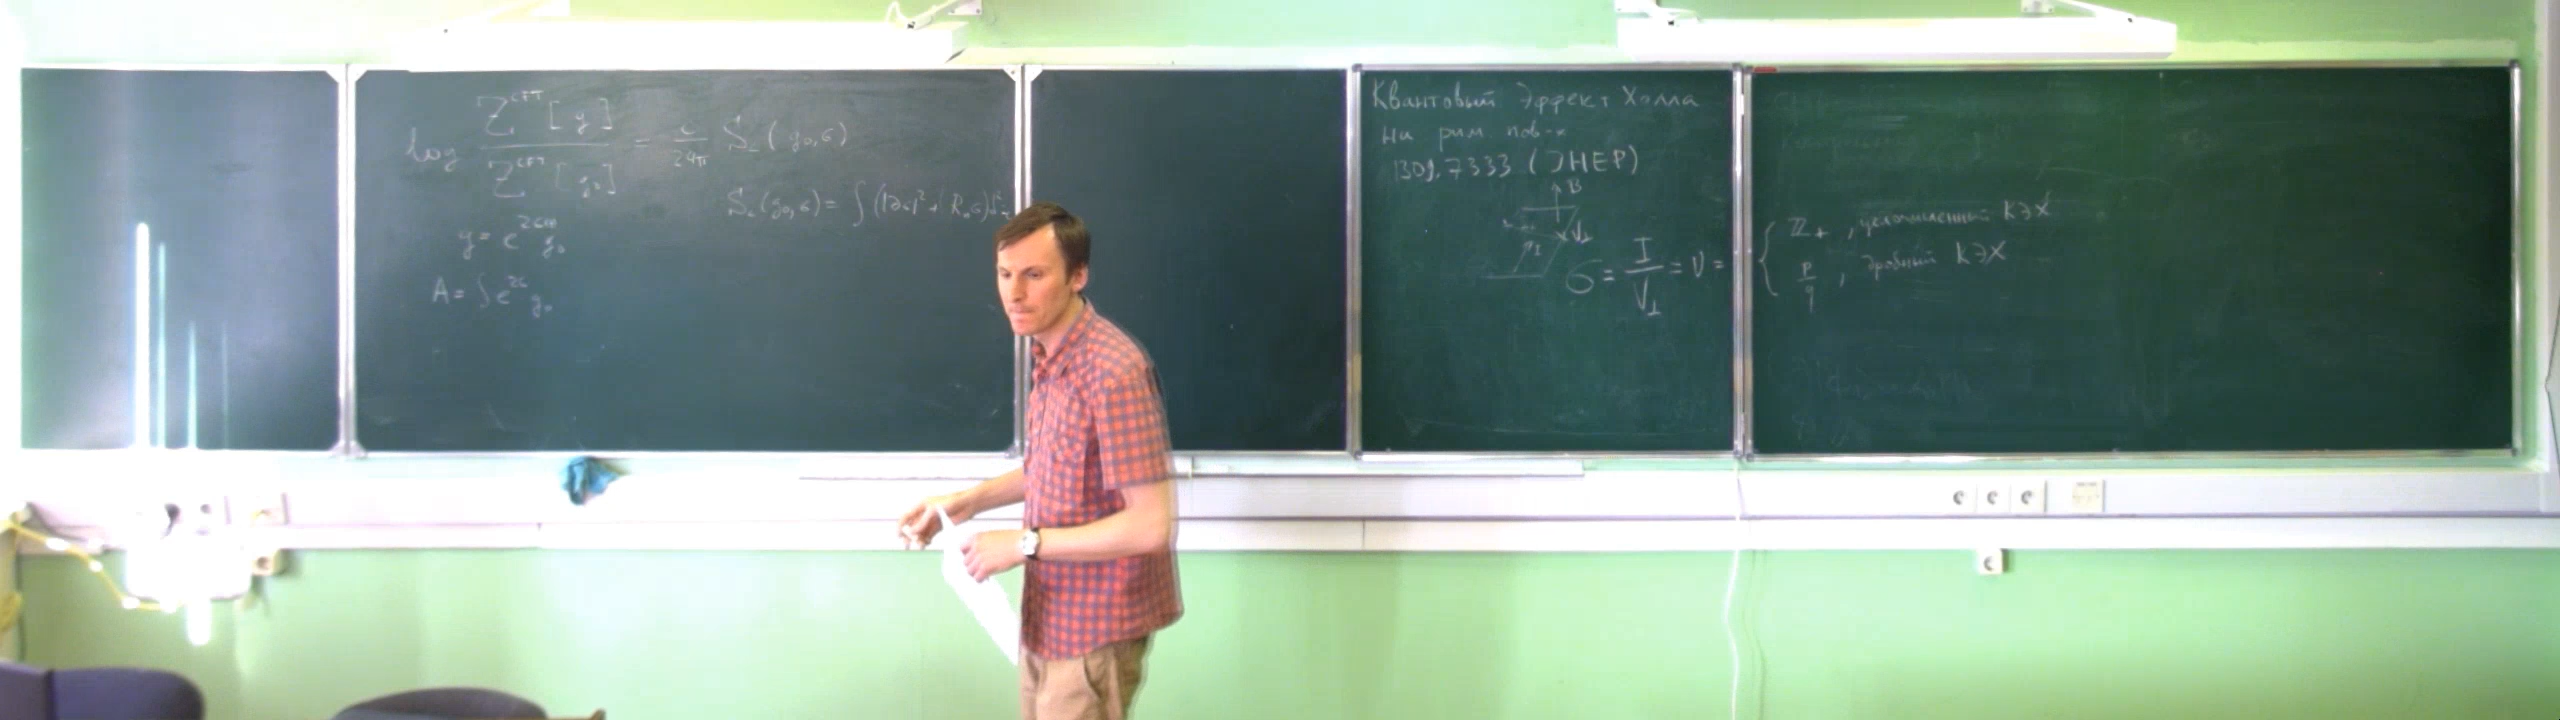 log Z^CFT [g] / Z^CFT [g₀] = c/24π S_L (g₀, σ)
S_L (g₀, σ) = ∫ (|∂σ|² + R₀σ)
g = e^2σ g₀
A = ∫ e^2σ g₀
Квантовый Эффект Холла
на рим. пов-х
1309.7333 (ЭНЕР)
B
V⊥
I
σ = I / V⊥ = ν = {
ℤ₊, целочисленный КЭХ
p/q, дробный КЭХ